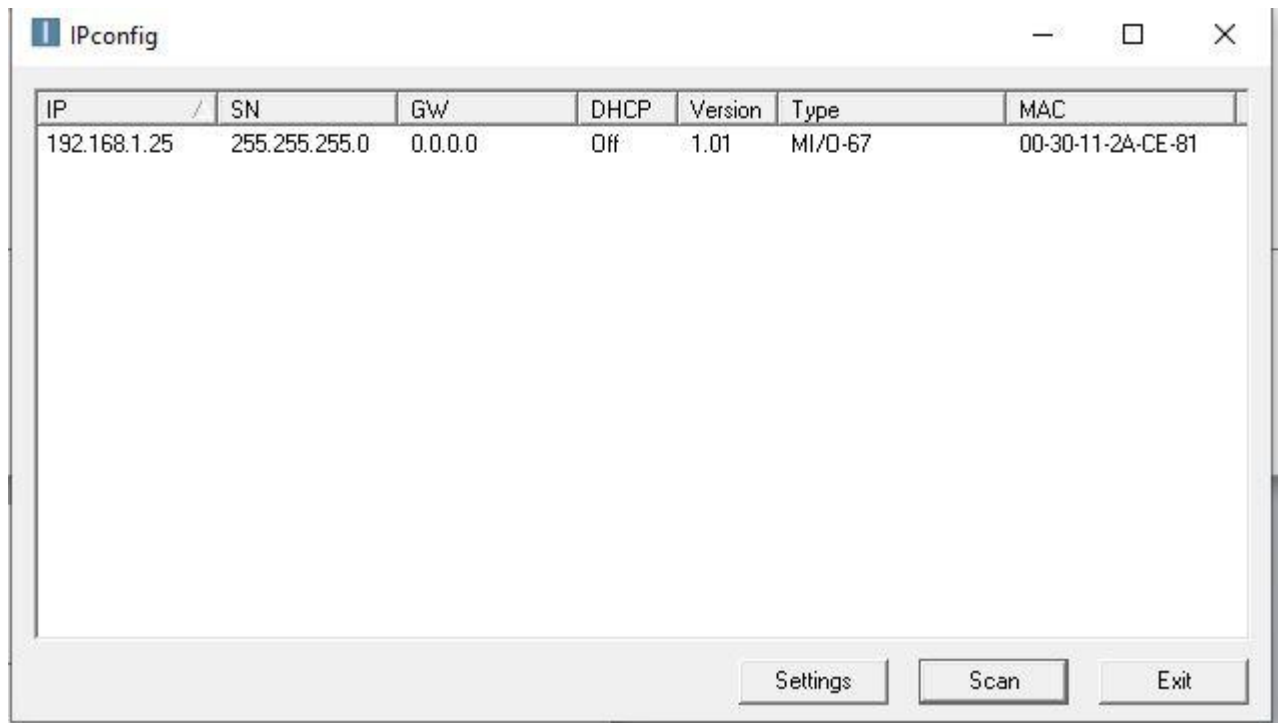 IPconfig
IP / SN GW DHCP Version Type MAC
192.168.1.25 255.255.255.0 0.0.0.0 Off 1.01 MI/O-67 00-30-11-2A-CE-81
Settings Scan Exit